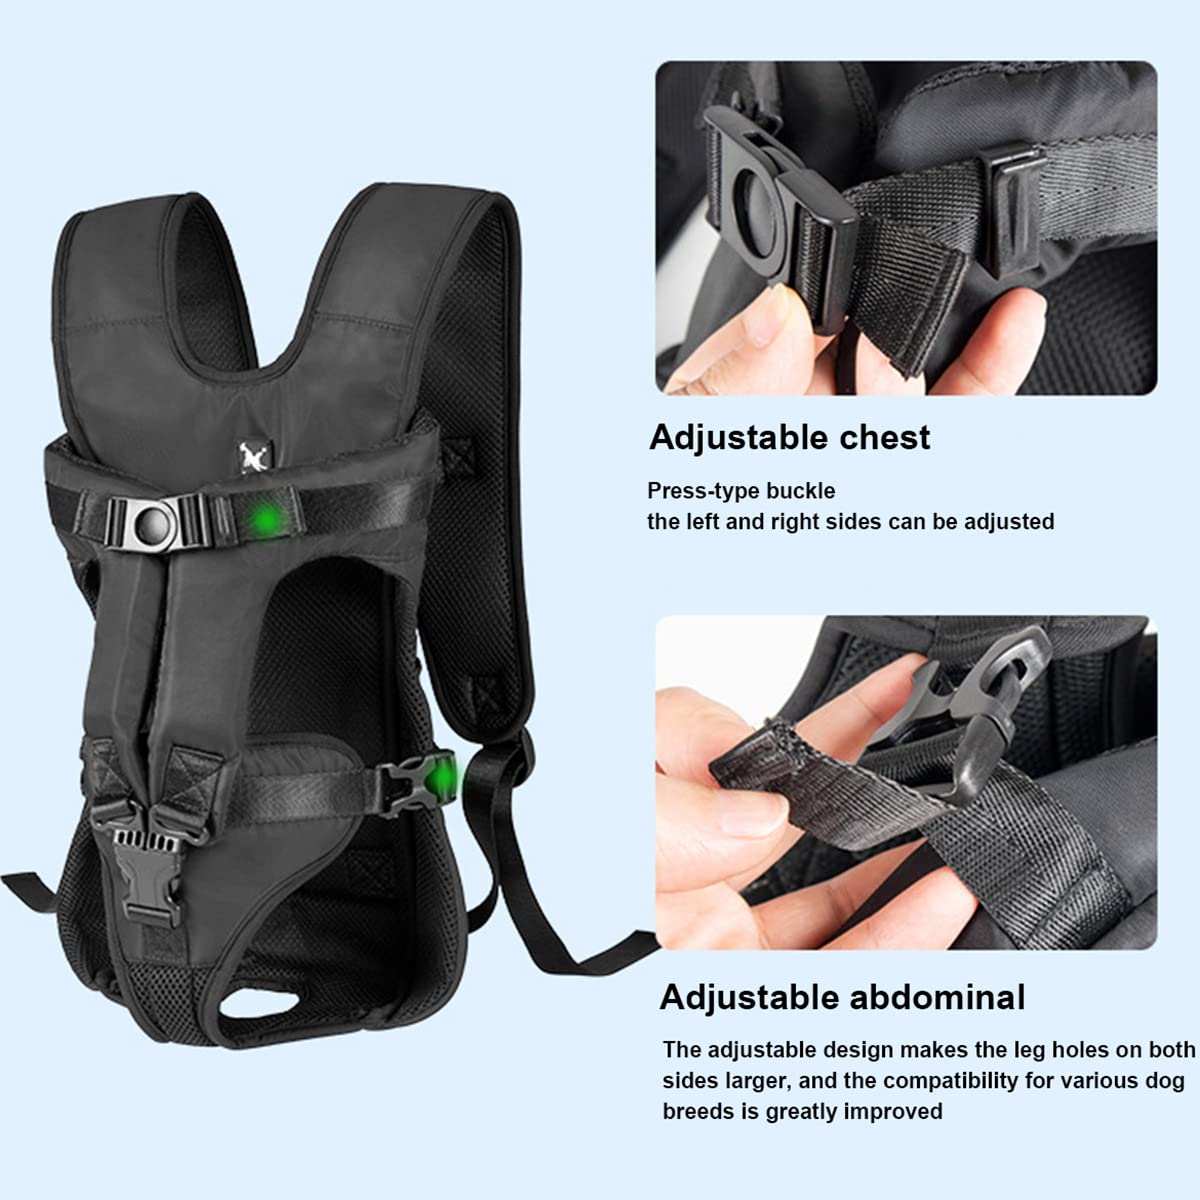 Adjustable chest
Press-type buckle
the left and right sides can be adjusted
Adjustable abdominal
The adjustable design makes the leg holes on both
sides larger, and the compatibility for various dog
breeds is greatly improved